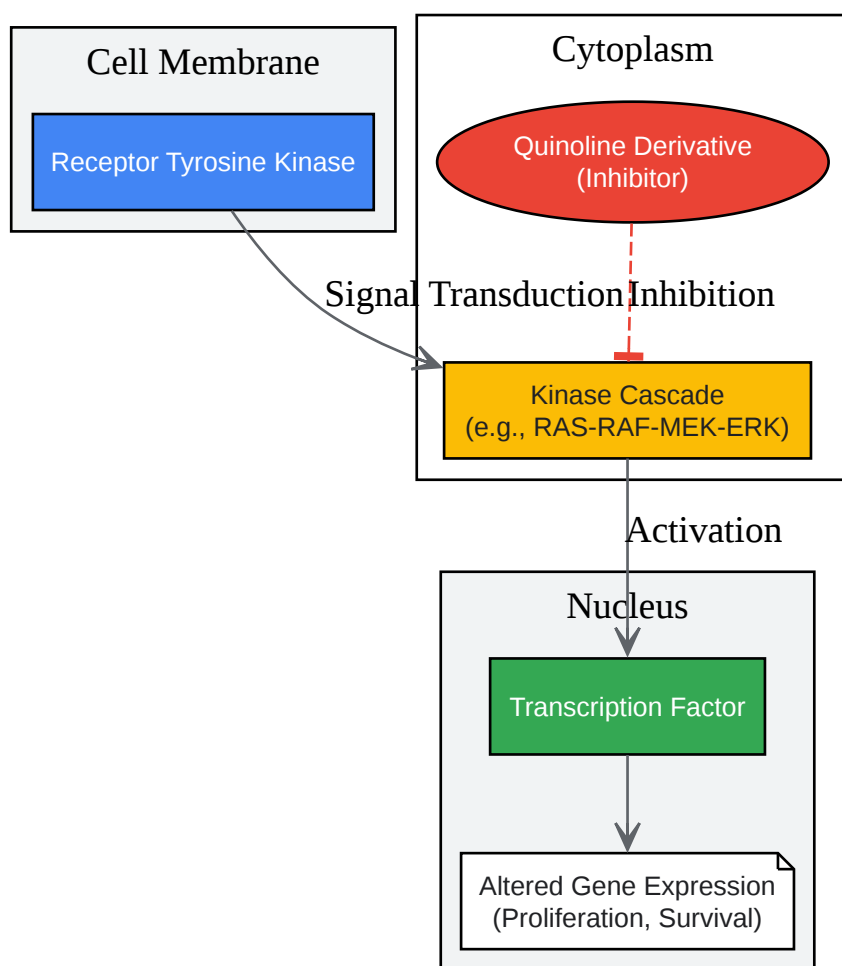 Cell Membrane
Receptor Tyrosine Kinase
Cytoplasm
Quinoline Derivative
(Inhibitor)
Signal Transduction
Inhibition
Kinase Cascade
(e.g., RAS-RAF-MEK-ERK)
Activation
Nucleus
Transcription Factor
Altered Gene Expression
(Proliferation, Survival)